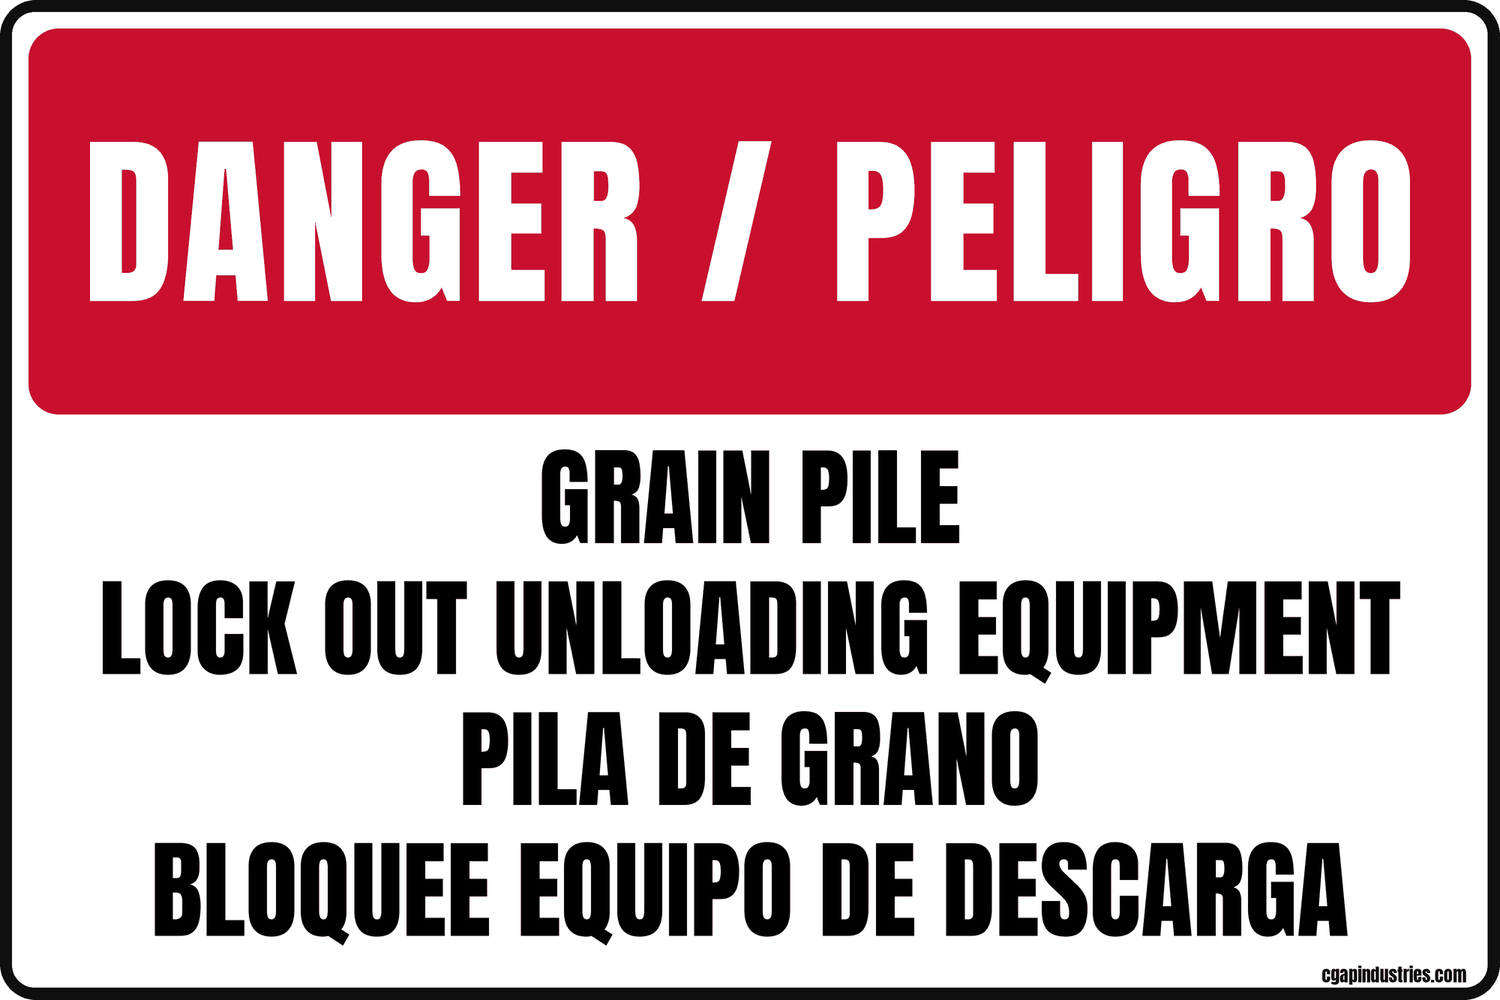 DANGER / PELIGRO
GRAIN PILE
LOCK OUT UNLOADING EQUIPMENT
PILA DE GRANO
BLOQUEE EQUIPO DE DESCARGA
cgapindustries.com